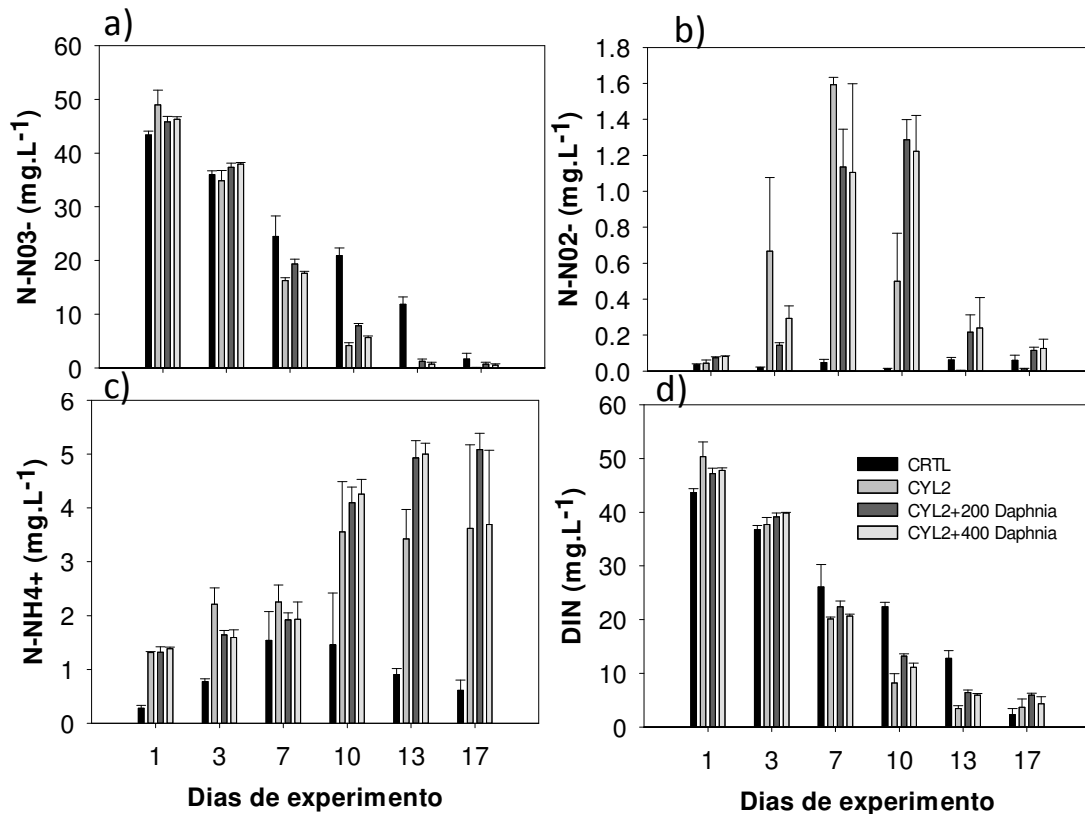 a)
N-N03- (mg.L-1)
60
50
40
30
20
10
0
b)
N-N02- (mg.L-1)
1.8
1.6
1.4
1.2
1.0
0.8
0.6
0.4
0.2
0.0
c)
N-NH4+ (mg.L-1)
6
5
4
3
2
1
0
1 3 7 10 13 17
Dias de experimento
d)
DIN (mg.L-1)
60
50
40
30
20
10
0
CRTL
CYL2
CYL2+200 Daphnia
CYL2+400 Daphnia
1 3 7 10 13 17
Dias de experimento